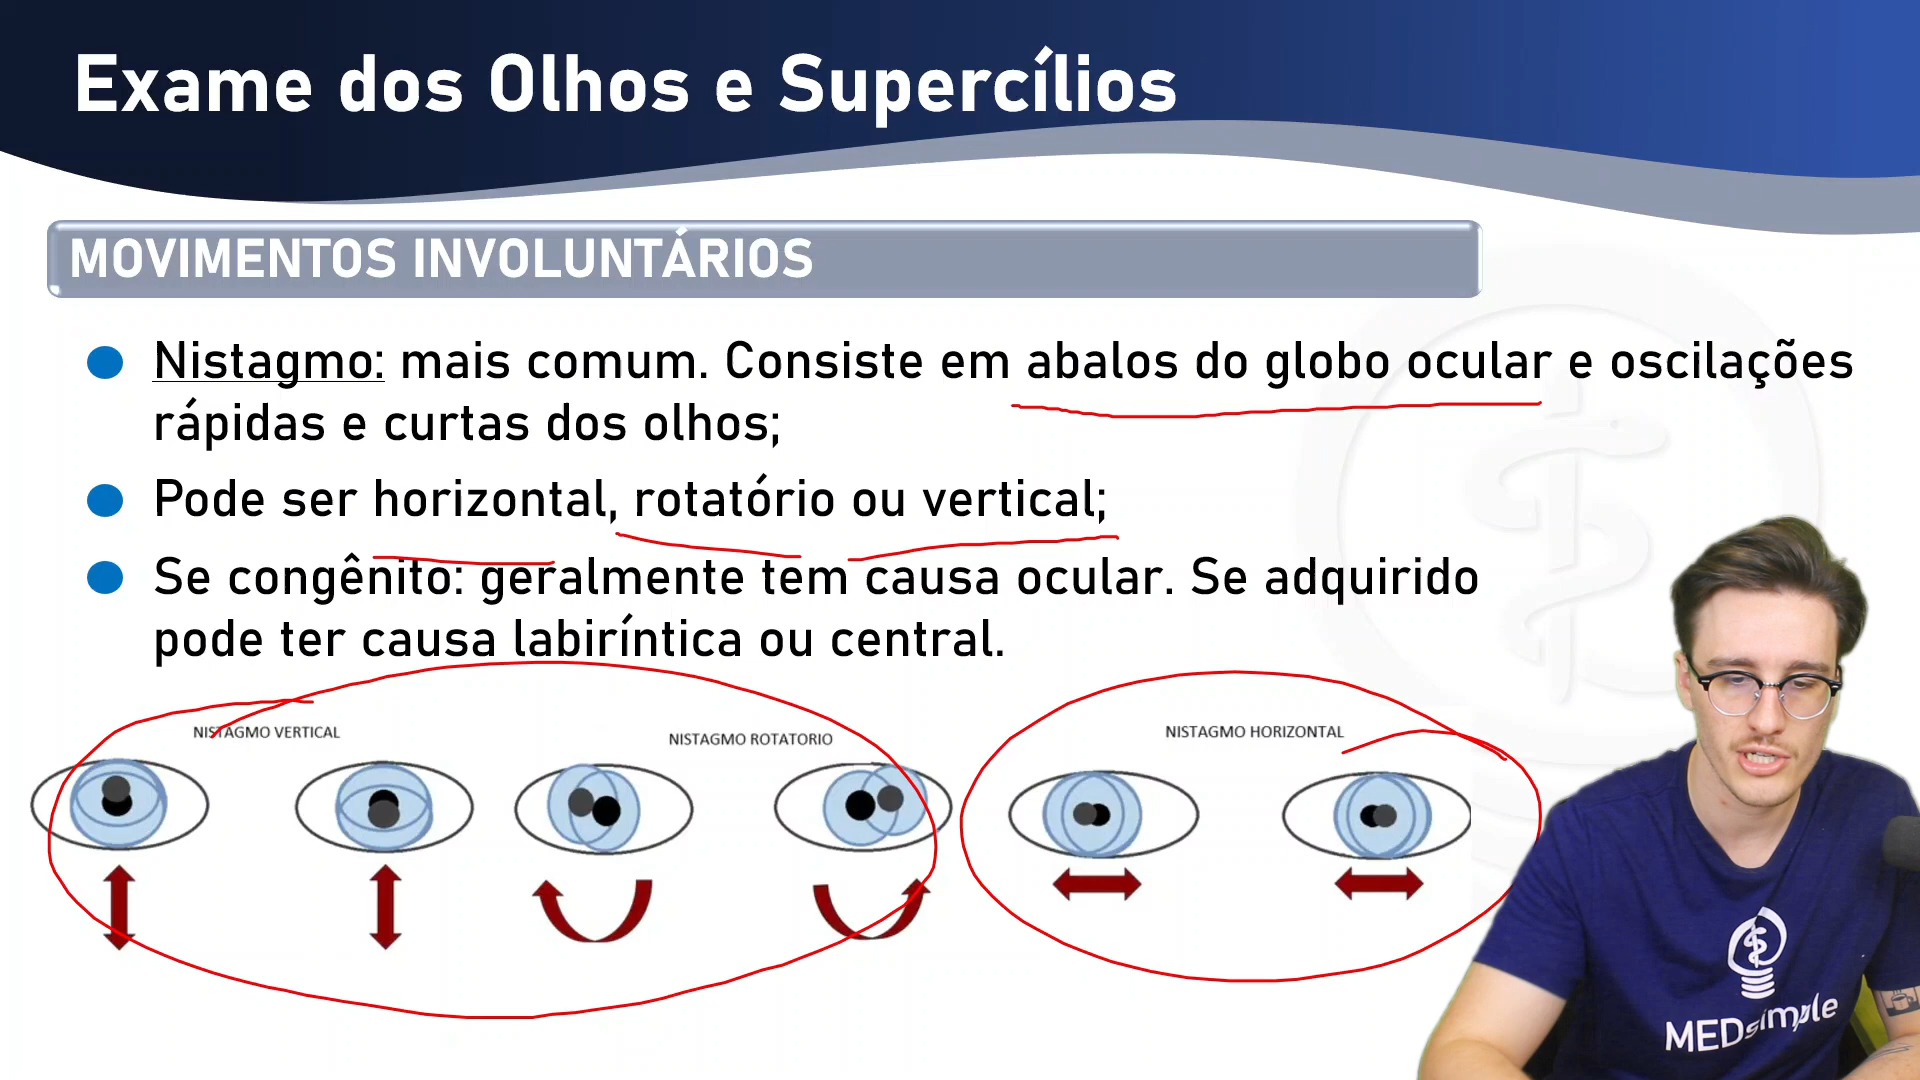 Exame dos Olhos e Supercílios
MOVIMENTOS INVOLUNTÁRIOS
Nistagmo: mais comum. Consiste em abalos do globo ocular e oscilações
rápidas e curtas dos olhos;
Pode ser horizontal, rotatório ou vertical;
Se congênito: geralmente tem causa ocular. Se adquirido
pode ter causa labiríntica ou central.
NISTAGMO VERTICAL
NISTAGMO ROTATORIO
NISTAGMO HORIZONTAL
MEDsimple